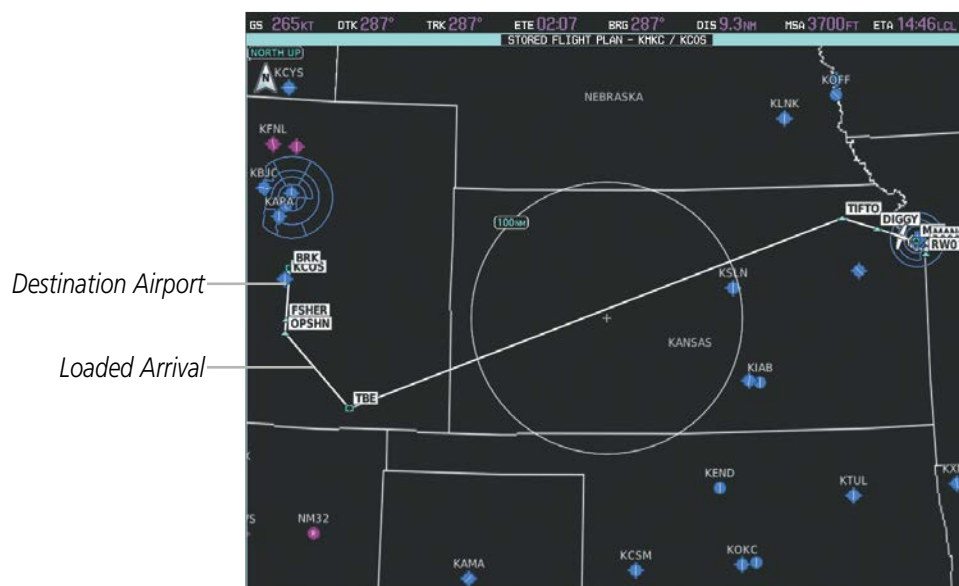 GS 265KT DTK 287° TRK 287° ETE 02:07 BRG 287° DIS 9.3NM MSA 3700FT ETA 14:46LCL
STORED FLIGHT PLAN - KMKC / KCOS
NORTH UP
N
KCYS
KOFF
NEBRASKA
KLNK
KFNL
KBJC
KAPA
TIFTO
DIGGY
100NM
RW0
BRK
KCOS
Destination Airport
KSLN
FSHER
OPSHN
KANSAS
Loaded Arrival
KIAB
TBE
KEND
KTUL
NM32
KAMA
KCSM
KOKC